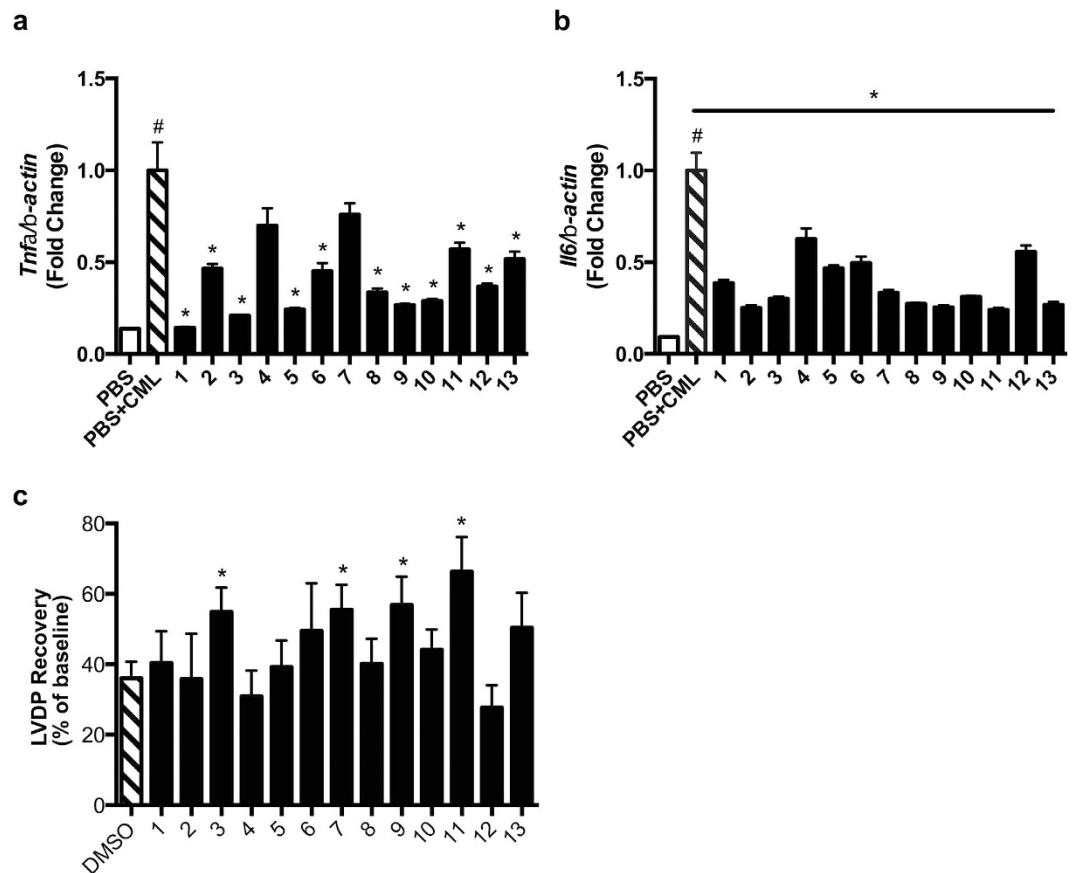 a
Tnfa/b-actin
(Fold Change)
1.5
1.0
0.5
0.0
#
* * * * * * * * * * *
PBS
PBS+CML
1 2 3 4 5 6 7 8 9 10 11 12 13
b
Il6/b-actin
(Fold Change)
1.5
1.0
0.5
0.0
*
#
PBS
PBS+CML
1 2 3 4 5 6 7 8 9 10 11 12 13
c
LVDP Recovery
(% of baseline)
80
60
40
20
0
* * * *
DMSO
1 2 3 4 5 6 7 8 9 10 11 12 13